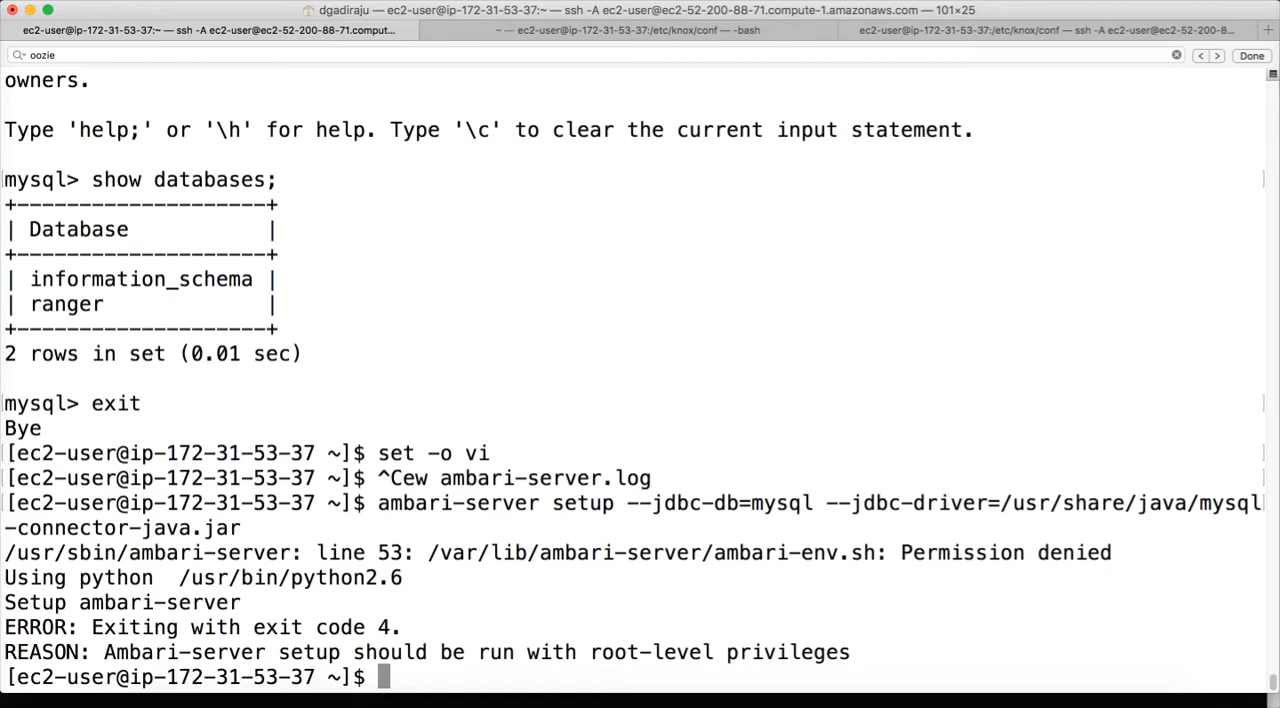 dgadiraju — ec2-user@ip-172-31-53-37:~ — ssh -A ec2-user@ec2-52-200-88-71.compute-1.amazonaws.com — 101×25
ec2-user@ip-172-31-53-37:~ — ssh -A ec2-user@ec2-52-200-88-71.comput...
~ — ec2-user@ip-172-31-53-37:/etc/knox/conf — -bash
ec2-user@ip-172-31-53-37:/etc/knox/conf — ssh -A ec2-user@ec2-52-200-8...
+
oozie
< >
Done
owners.
Type 'help;' or '\h' for help. Type '\c' to clear the current input statement.
mysql> show databases;
+--------------------+
| Database           |
+--------------------+
| information_schema |
| ranger             |
+--------------------+
2 rows in set (0.01 sec)
mysql> exit
Bye
[ec2-user@ip-172-31-53-37 ~]$ set -o vi
[ec2-user@ip-172-31-53-37 ~]$ ^Cew ambari-server.log
[ec2-user@ip-172-31-53-37 ~]$ ambari-server setup --jdbc-db=mysql --jdbc-driver=/usr/share/java/mysql
-connector-java.jar
/usr/sbin/ambari-server: line 53: /var/lib/ambari-server/ambari-env.sh: Permission denied
Using python  /usr/bin/python2.6
Setup ambari-server
ERROR: Exiting with exit code 4.
REASON: Ambari-server setup should be run with root-level privileges
[ec2-user@ip-172-31-53-37 ~]$